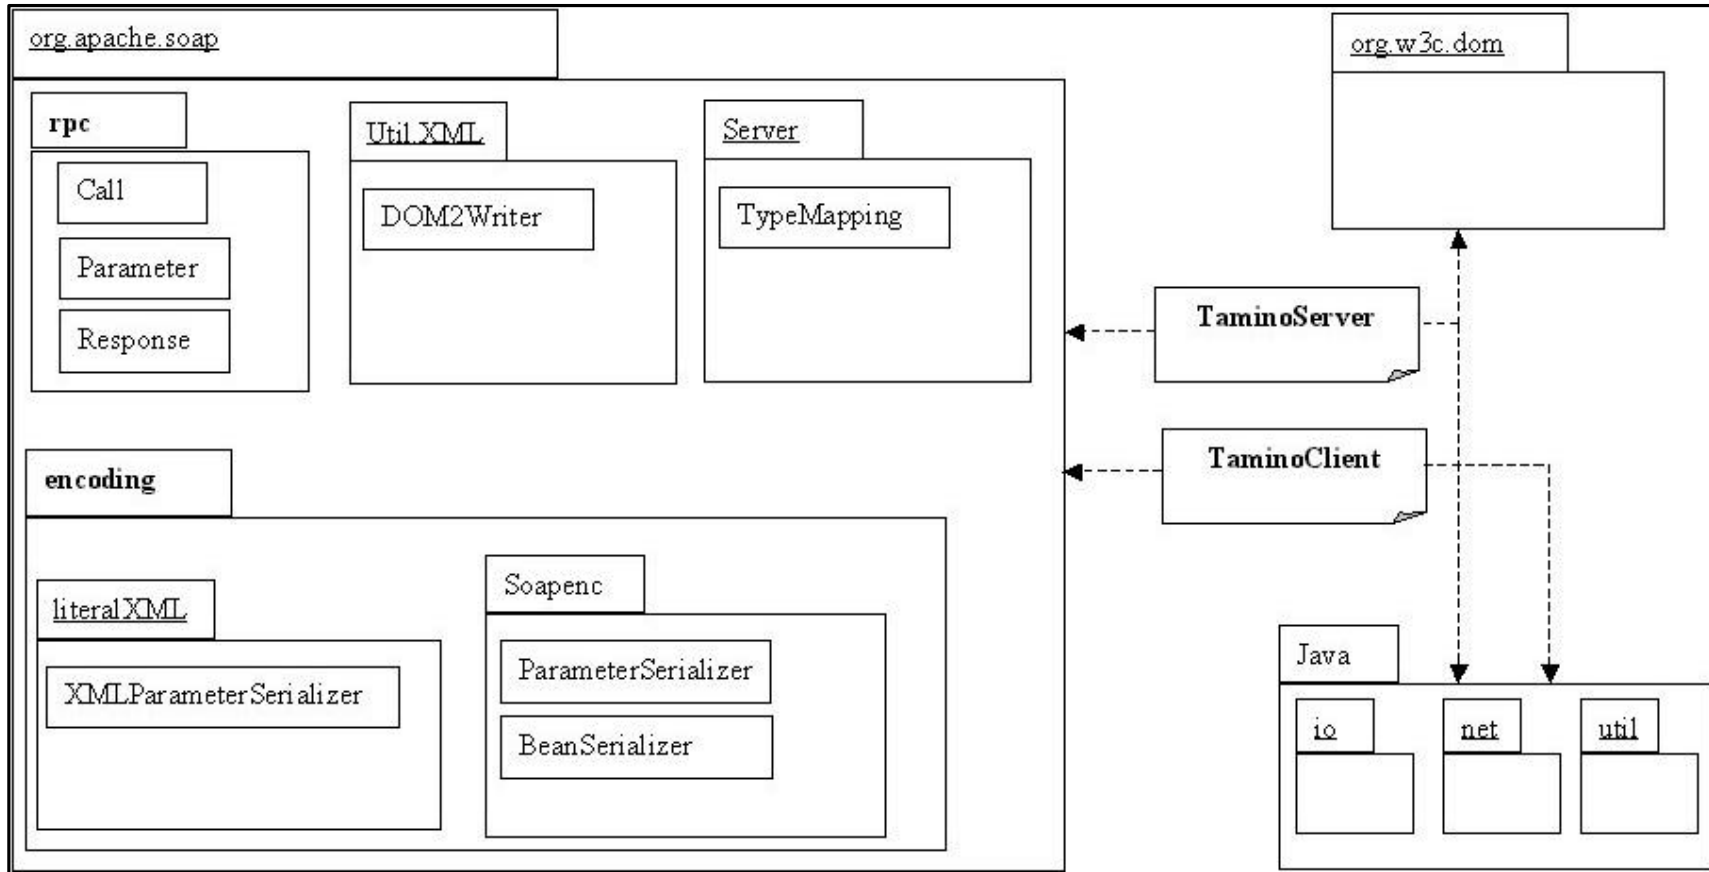 org.apache.soap
org.w3c.dom
rpc
Util.XML
Server
Call
DOM2Writer
TypeMapping
Parameter
Response
TaminoServer
TaminoClient
encoding
literalXML
Soapenc
XMLParameterSerializer
ParameterSerializer
BeanSerializer
Java
io
net
util